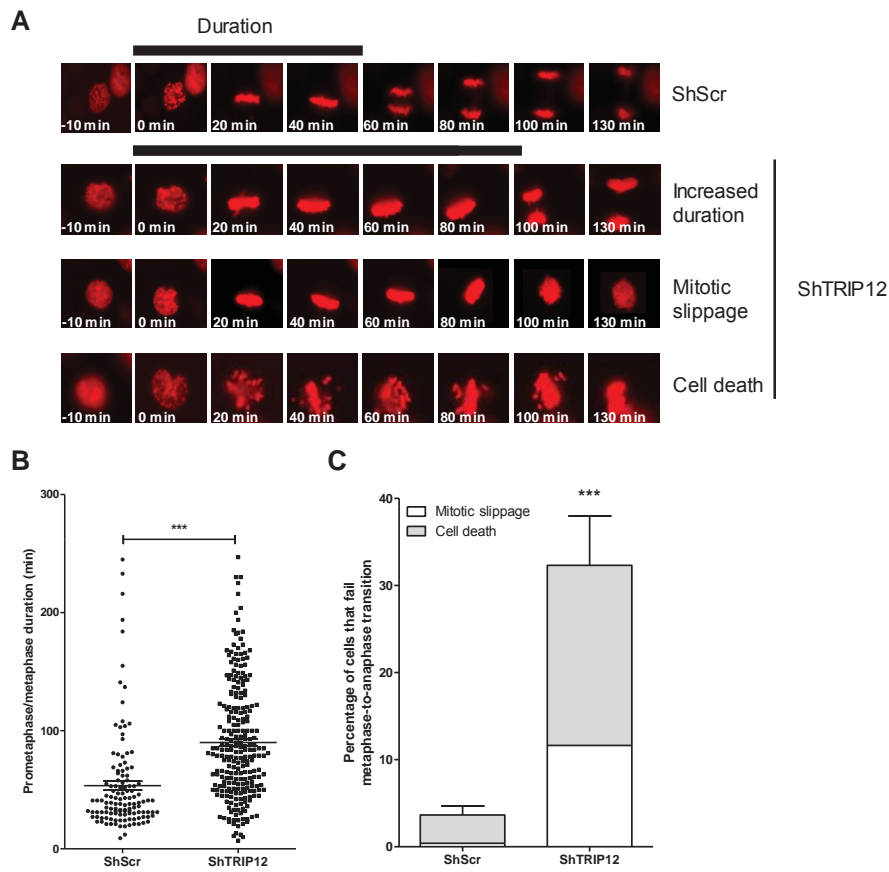 A
Duration
-10 min 0 min 20 min 40 min 60 min 80 min 100 min 130 min
ShScr
-10 min 0 min 20 min 40 min 60 min 80 min 100 min 130 min
Increased
duration
-10 min 0 min 20 min 40 min 60 min 80 min 100 min 130 min
Mitotic
slippage
ShTRIP12
-10 min 0 min 20 min 40 min 60 min 80 min 100 min 130 min
Cell death
B
Prometaphase/metaphase duration (min)
300
200
100
0
***
ShScr
ShTRIP12
C
Percentage of cells that fail
metaphase-to-anaphase transition
40
30
20
10
0
Mitotic slippage
Cell death
***
ShScr
ShTRIP12